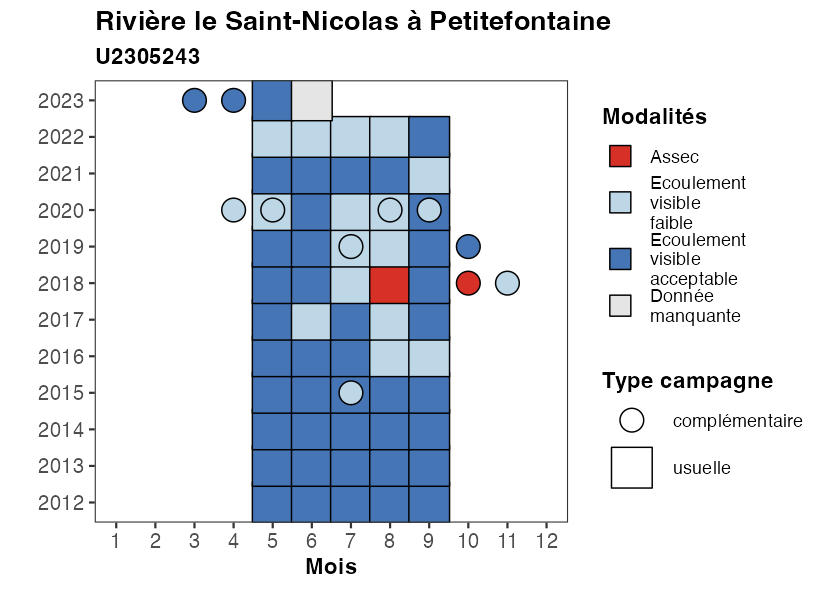 Rivière le Saint-Nicolas à Petitefontaine
U2305243
2023
2022
2021
2020
2019
2018
2017
2016
2015
2014
2013
2012
1 2 3 4 5 6 7 8 9 10 11 12
Mois
Modalités
Assec
Ecoulement
visible
faible
Ecoulement
visible
acceptable
Donnée
manquante
Type campagne
complémentaire
usuelle